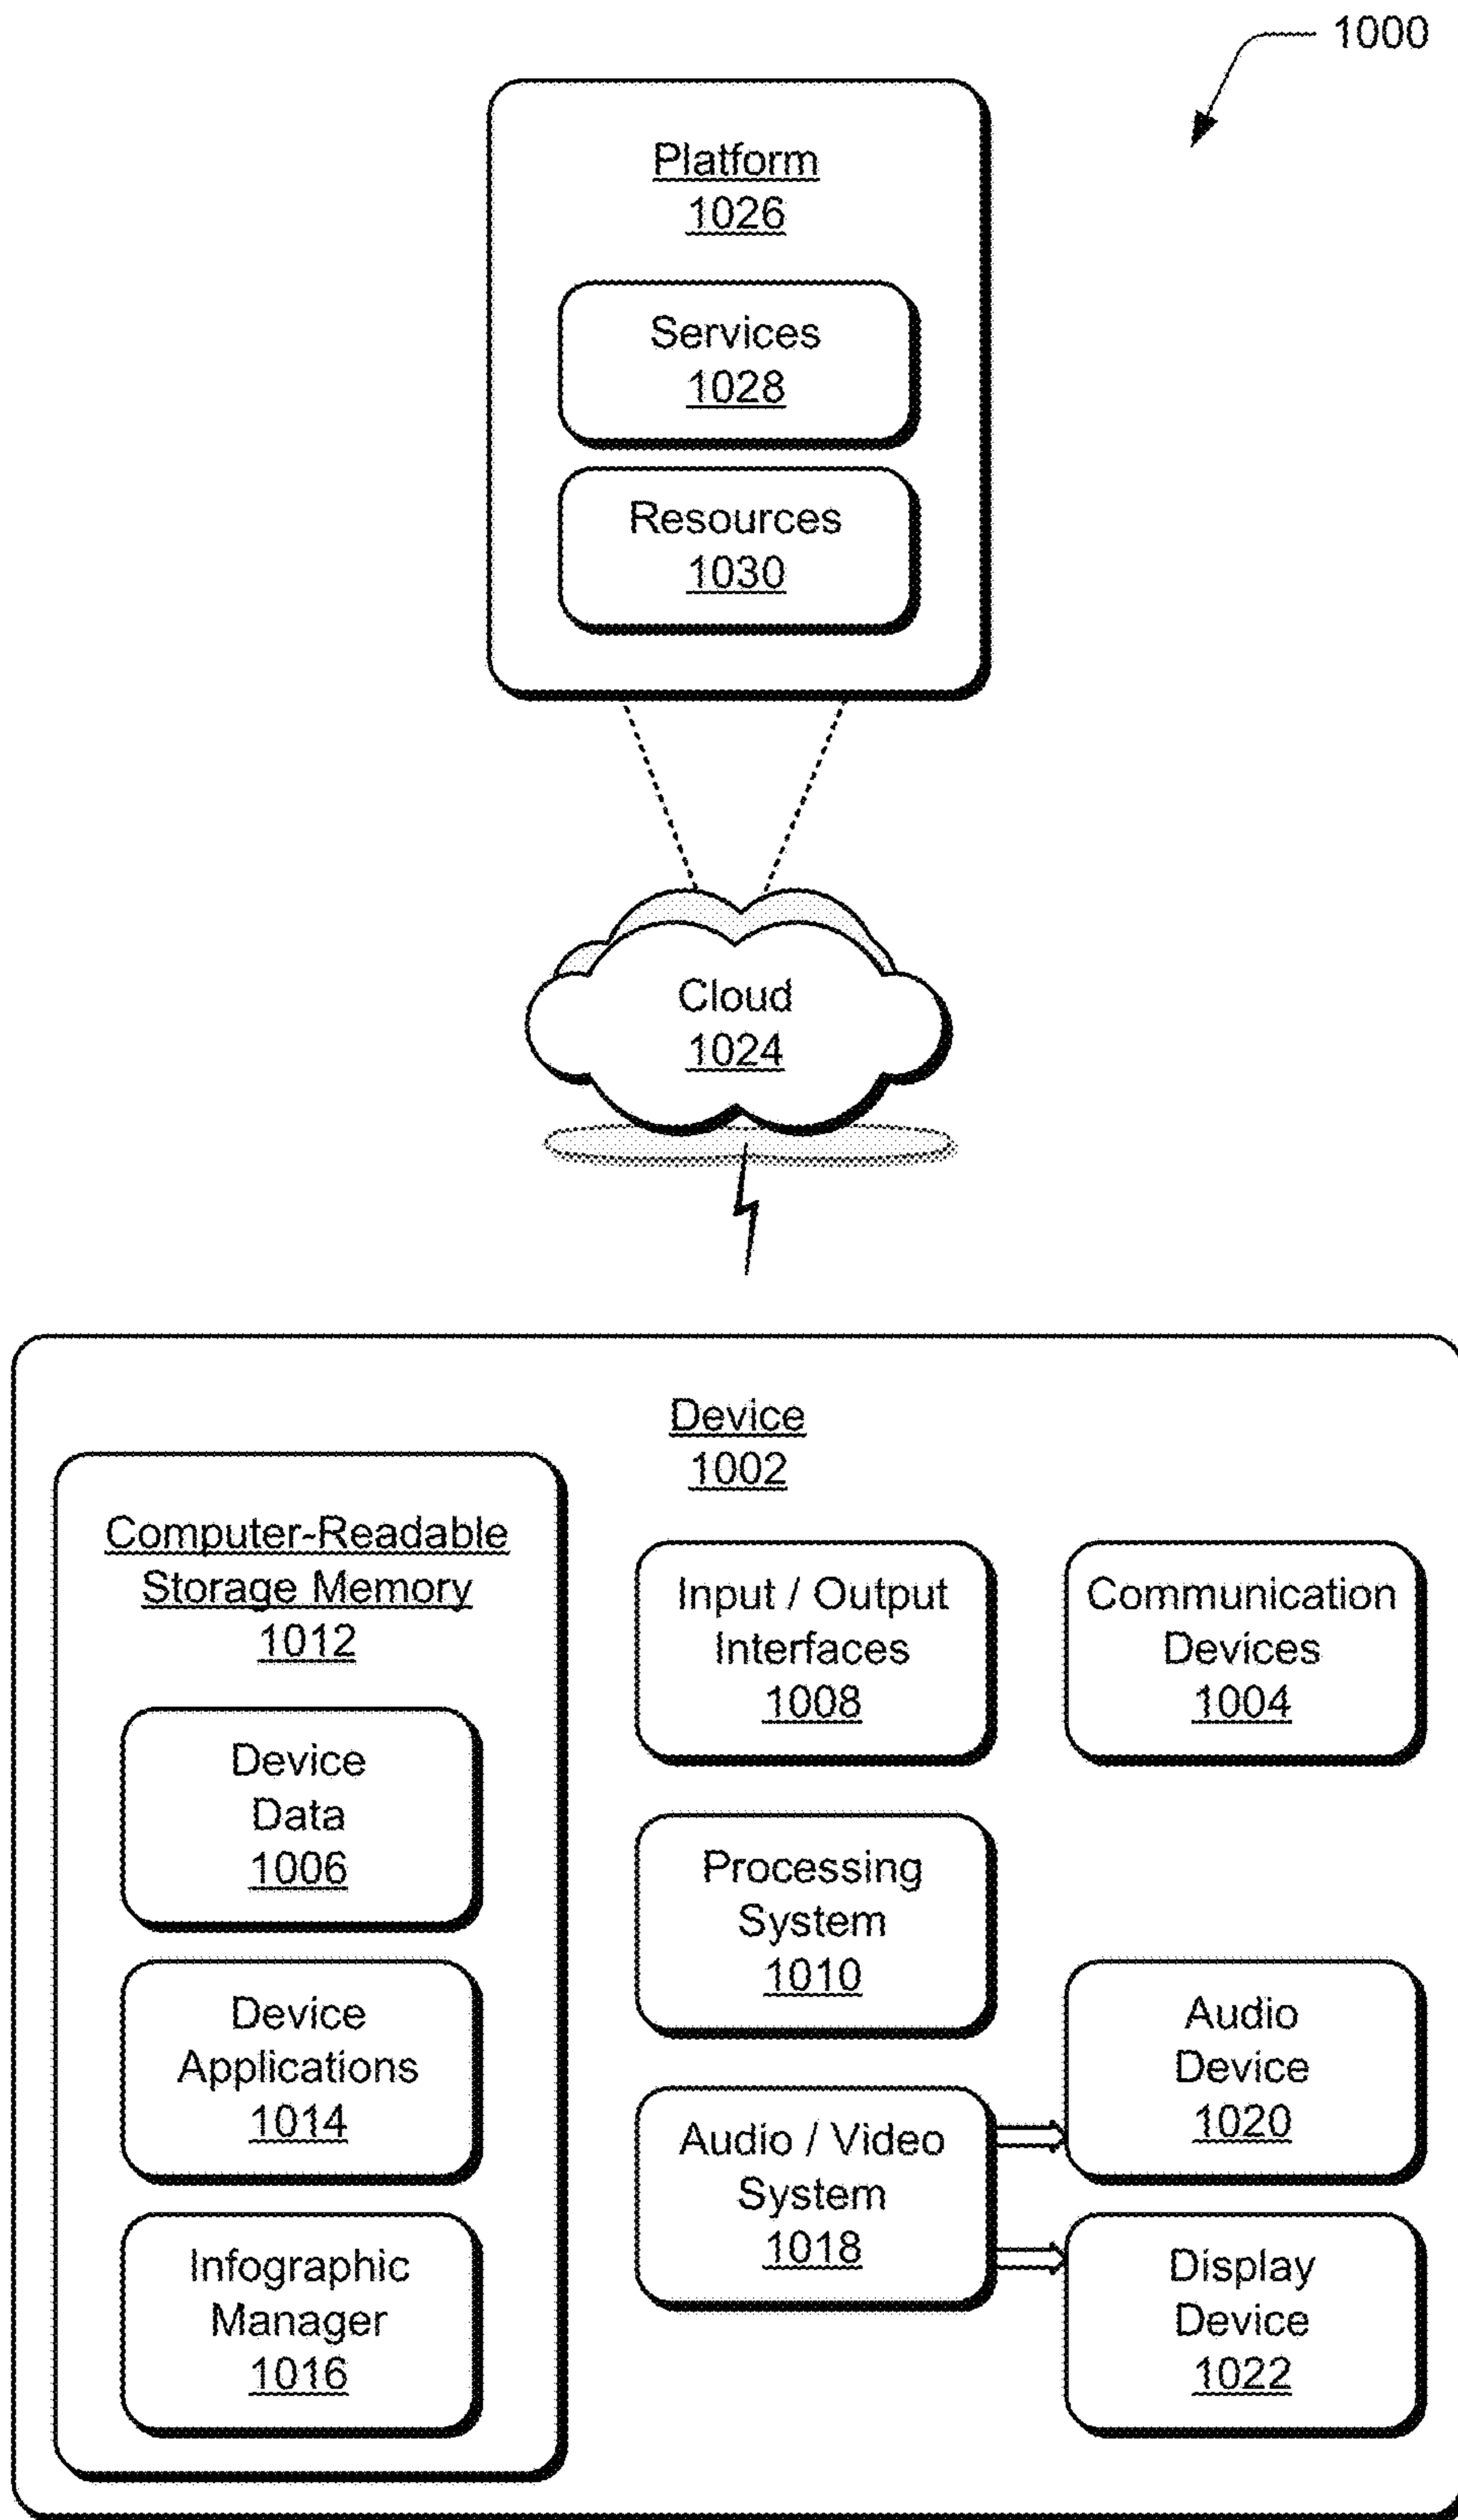 1000
Platform
1026
Services
1028
Resources
1030
Cloud
1024
Device
1002
Computer-Readable
Storage Memory
1012
Device
Data
1006
Device
Applications
1014
Infographic
Manager
1016
Input / Output
Interfaces
1008
Communication
Devices
1004
Processing
System
1010
Audio / Video
System
1018
Audio
Device
1020
Display
Device
1022